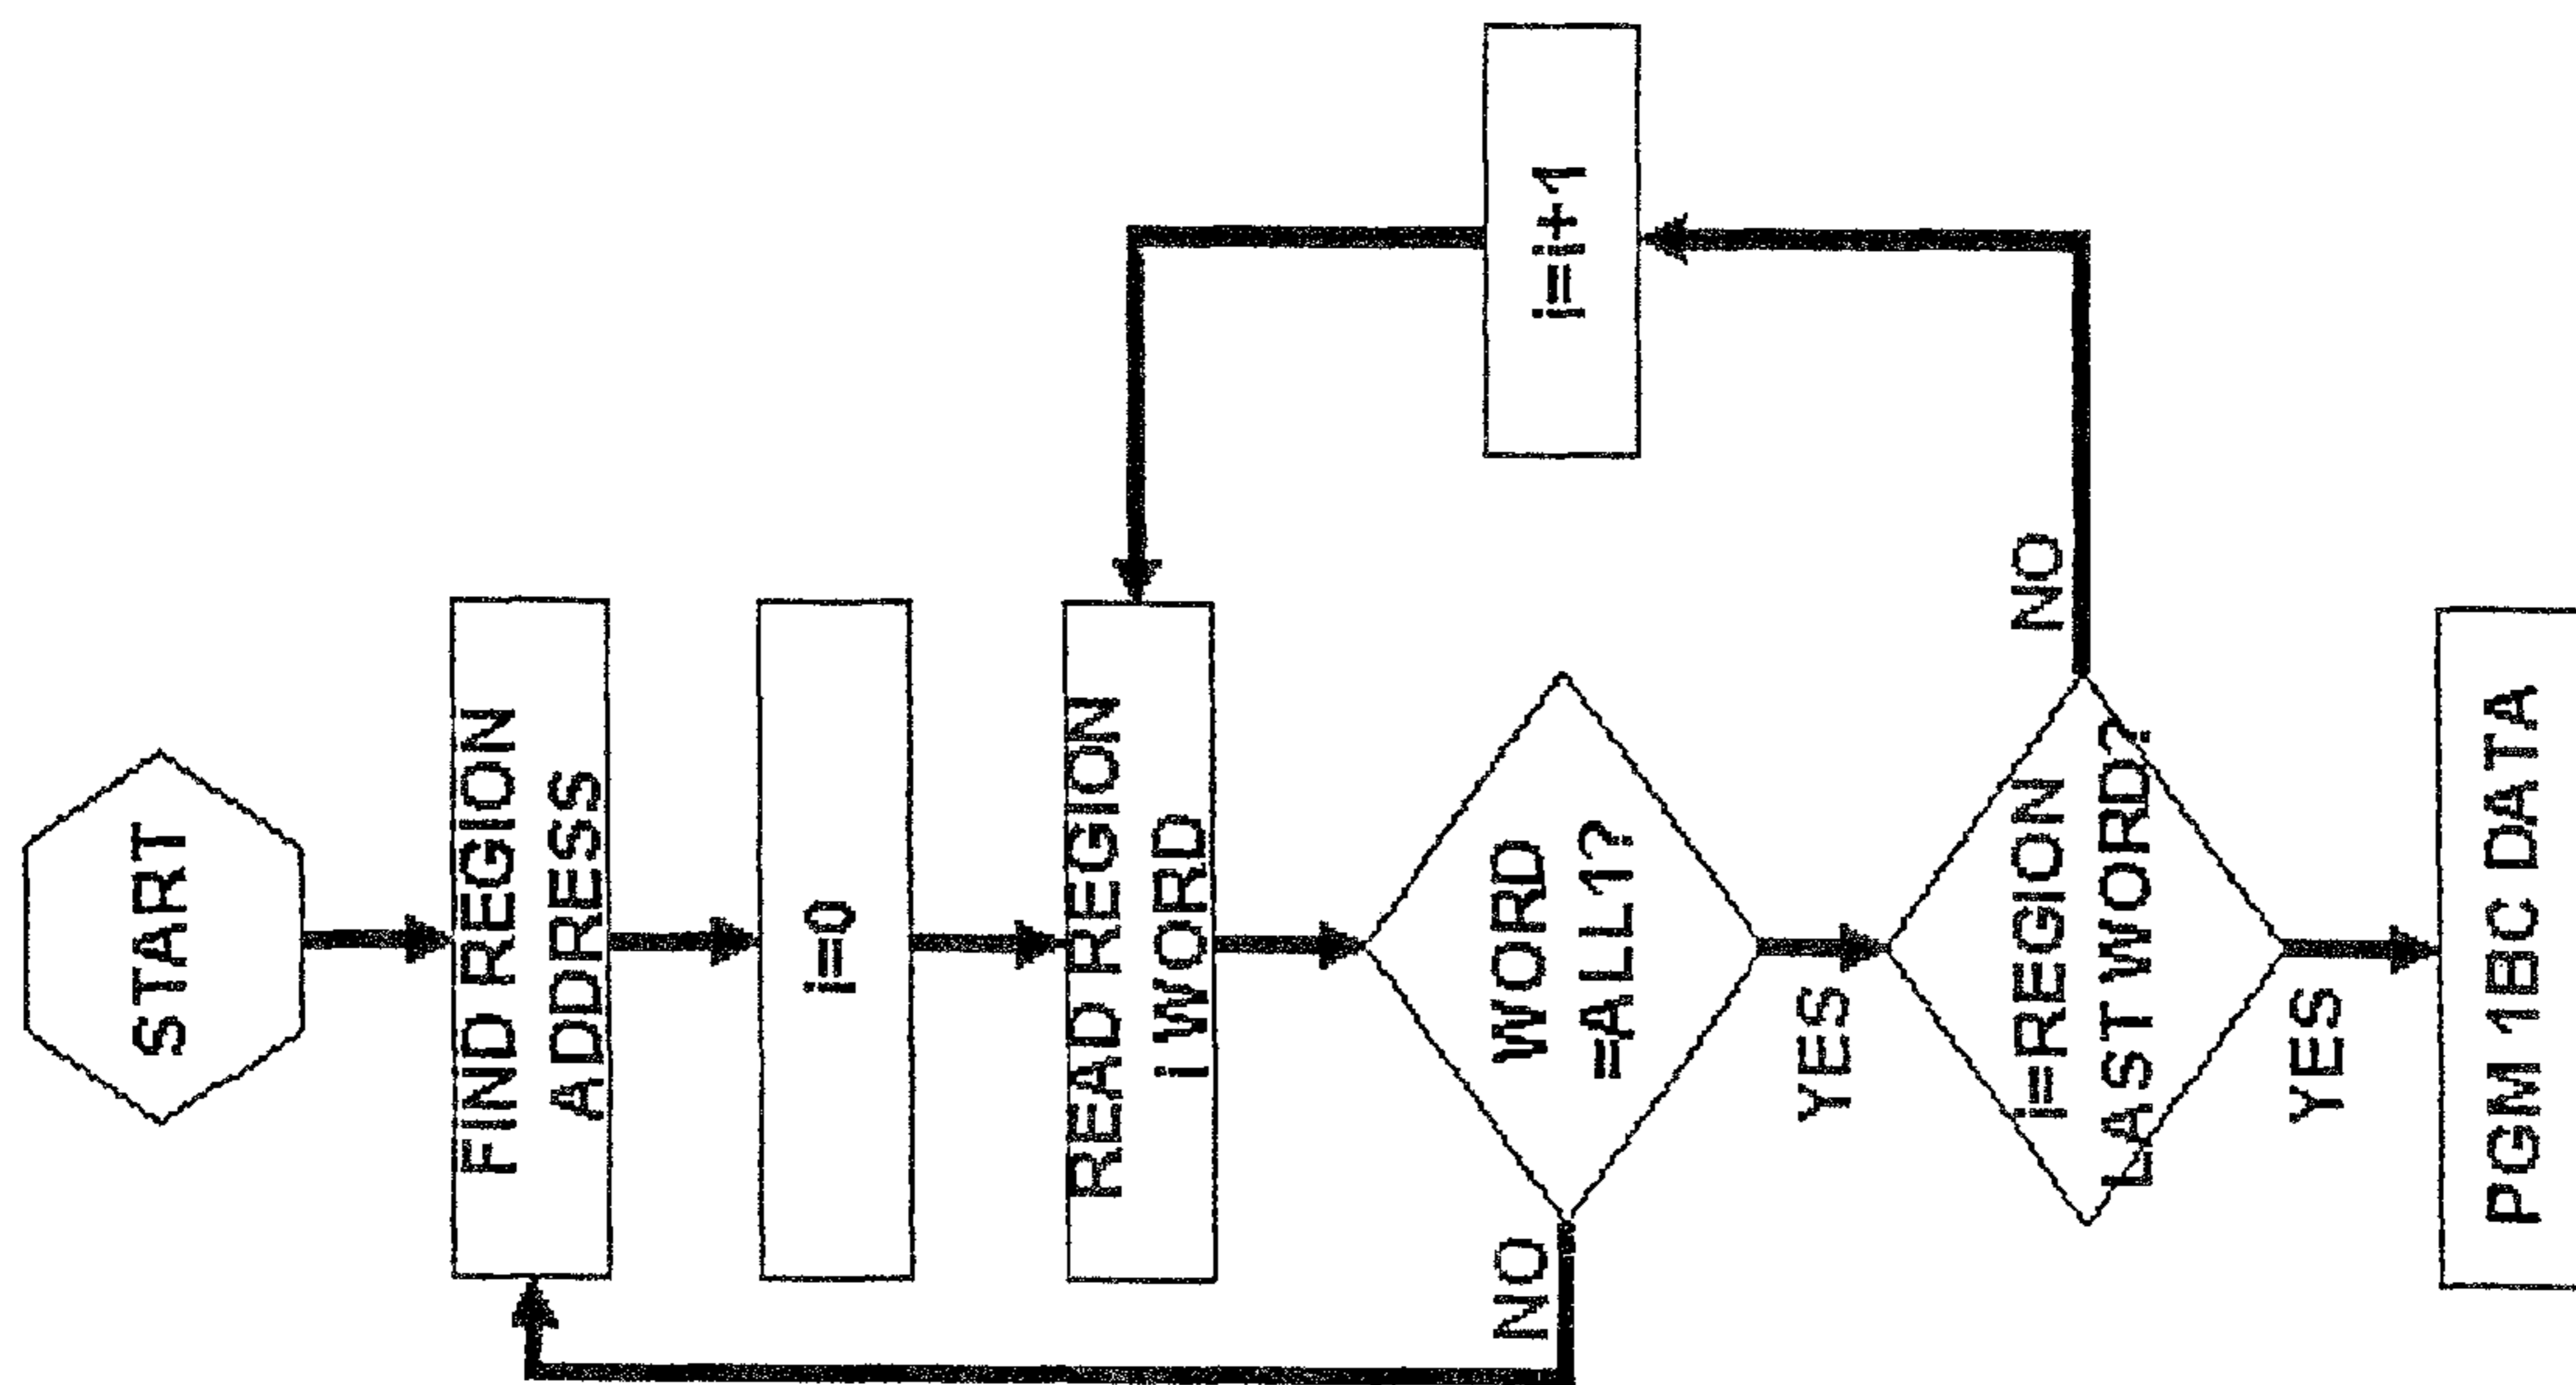 START
FIND REGION
ADDRESS
i=0
READ REGION
i WORD
WORD
=ALL1?
NO
YES
i=REGION
LAST WORD?
NO
i=+1
YES
PGM 1BC DATA